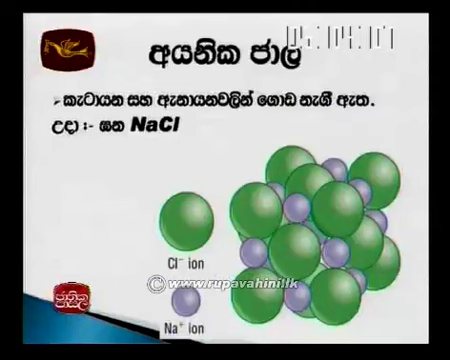 අයනික ජාල
➢ කැටායන සහ ඇනායනවලින් ගොඩ නැගී ඇත.
උදා :- ඝන NaCl
Cl⁻ ion
© www.rupavahini.lk
Na⁺ ion